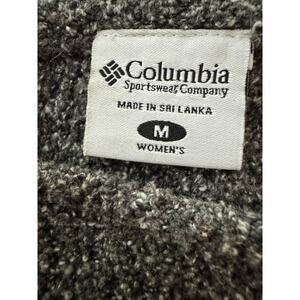 Columbia
Sportswear Company
MADE IN SRI LANKA
M
WOMEN'S